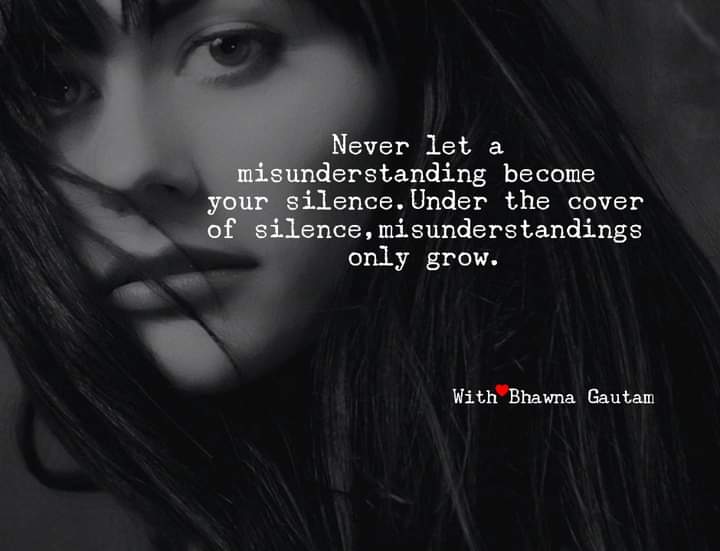 Never let a
misunderstanding become
your silence.Under the cover
of silence,misunderstandings
only grow.
With❤Bhawna Gautam